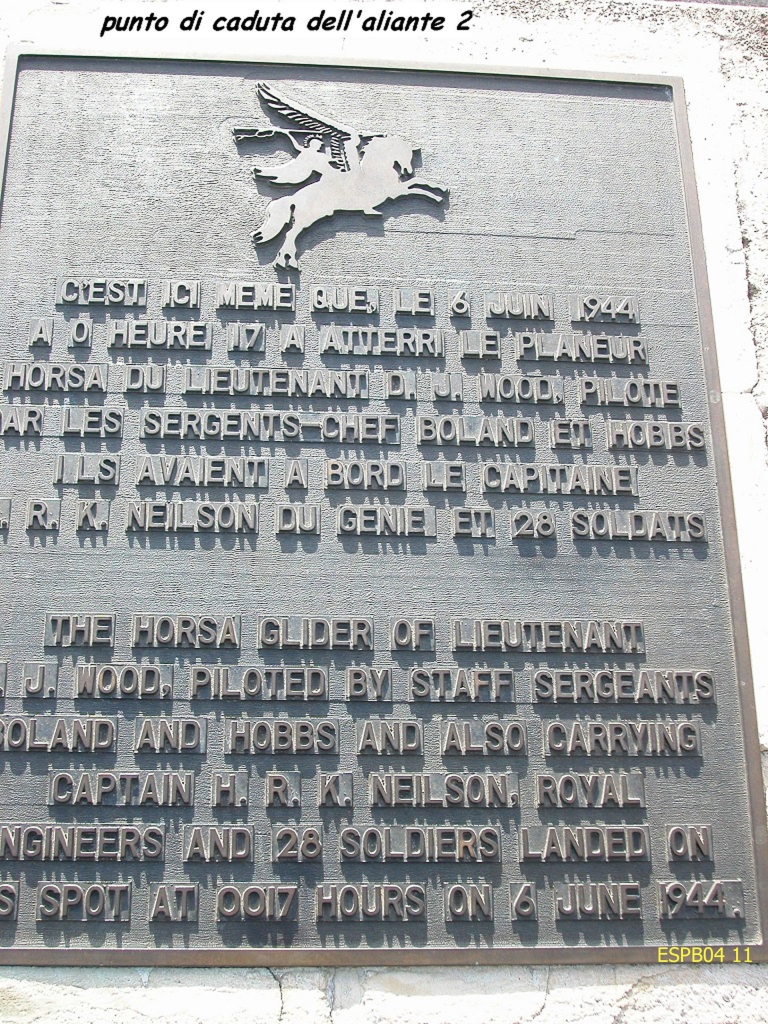 punto di caduta dell'aliante 2
C'EST ICI MEME QUE, LE 6 JUIN 1944
A 0 HEURE 17 A ATTERRI LE PLANEUR
HORSA DU LIEUTENANT D. J. WOOD, PILOTE
PAR LES SERGENTS-CHEF BOLAND ET HOBBS
ILS AVAIENT A BORD LE CAPITAINE
. R. K. NEILSON DU GENIE ET 28 SOLDATS
THE HORSA GLIDER OF LIEUTENANT
. J. WOOD, PILOTED BY STAFF SERGEANTS
BOLAND AND HOBBS AND ALSO CARRYING
CAPTAIN H. R. K. NEILSON, ROYAL
NGINEERS AND 28 SOLDIERS LANDED ON
S SPOT AT 0017 HOURS ON 6 JUNE 1944.
ESPB04 11